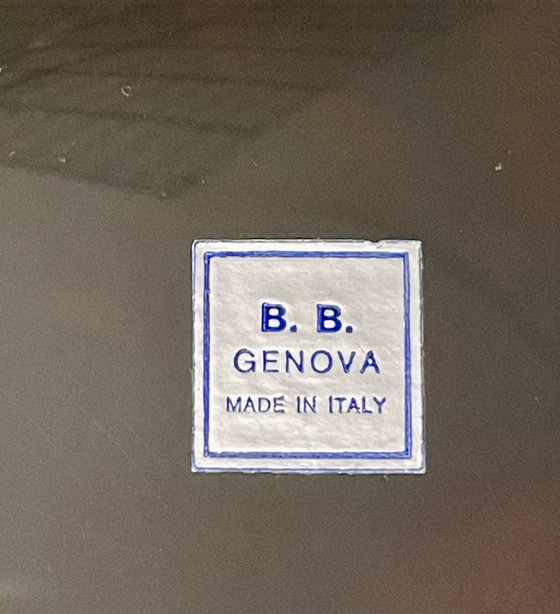 B. B.
GENOVA
MADE IN ITALY